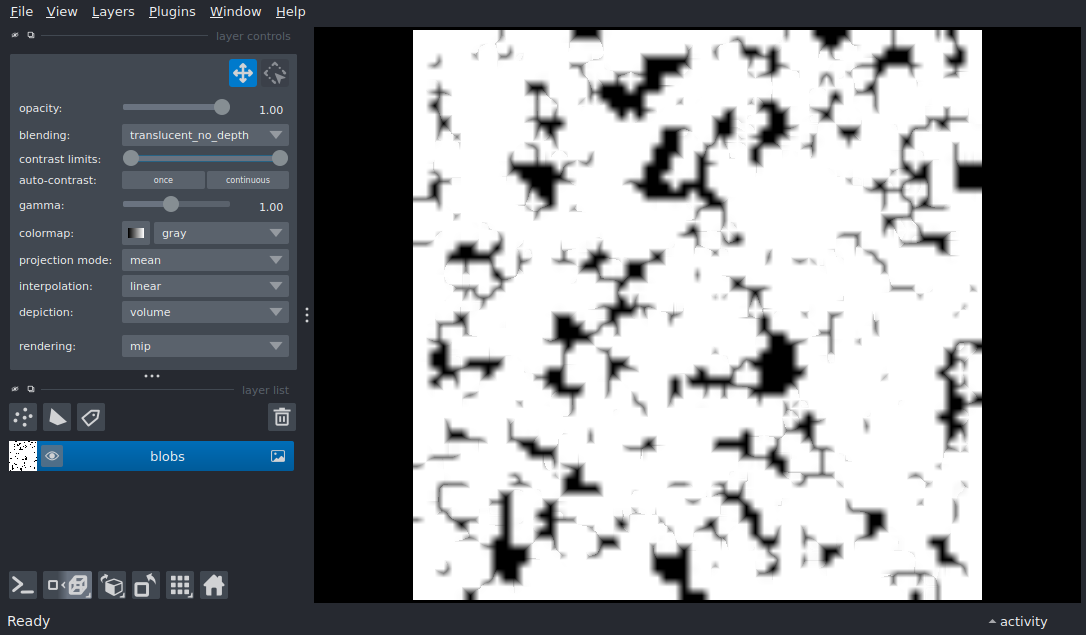 File View Layers Plugins Window Help
layer controls
opacity: 1.00
blending: translucent_no_depth
contrast limits:
auto-contrast: once continuous
gamma: 1.00
colormap: gray
projection mode: mean
interpolation: linear
depiction: volume
rendering: mip
layer list
blobs
Ready activity